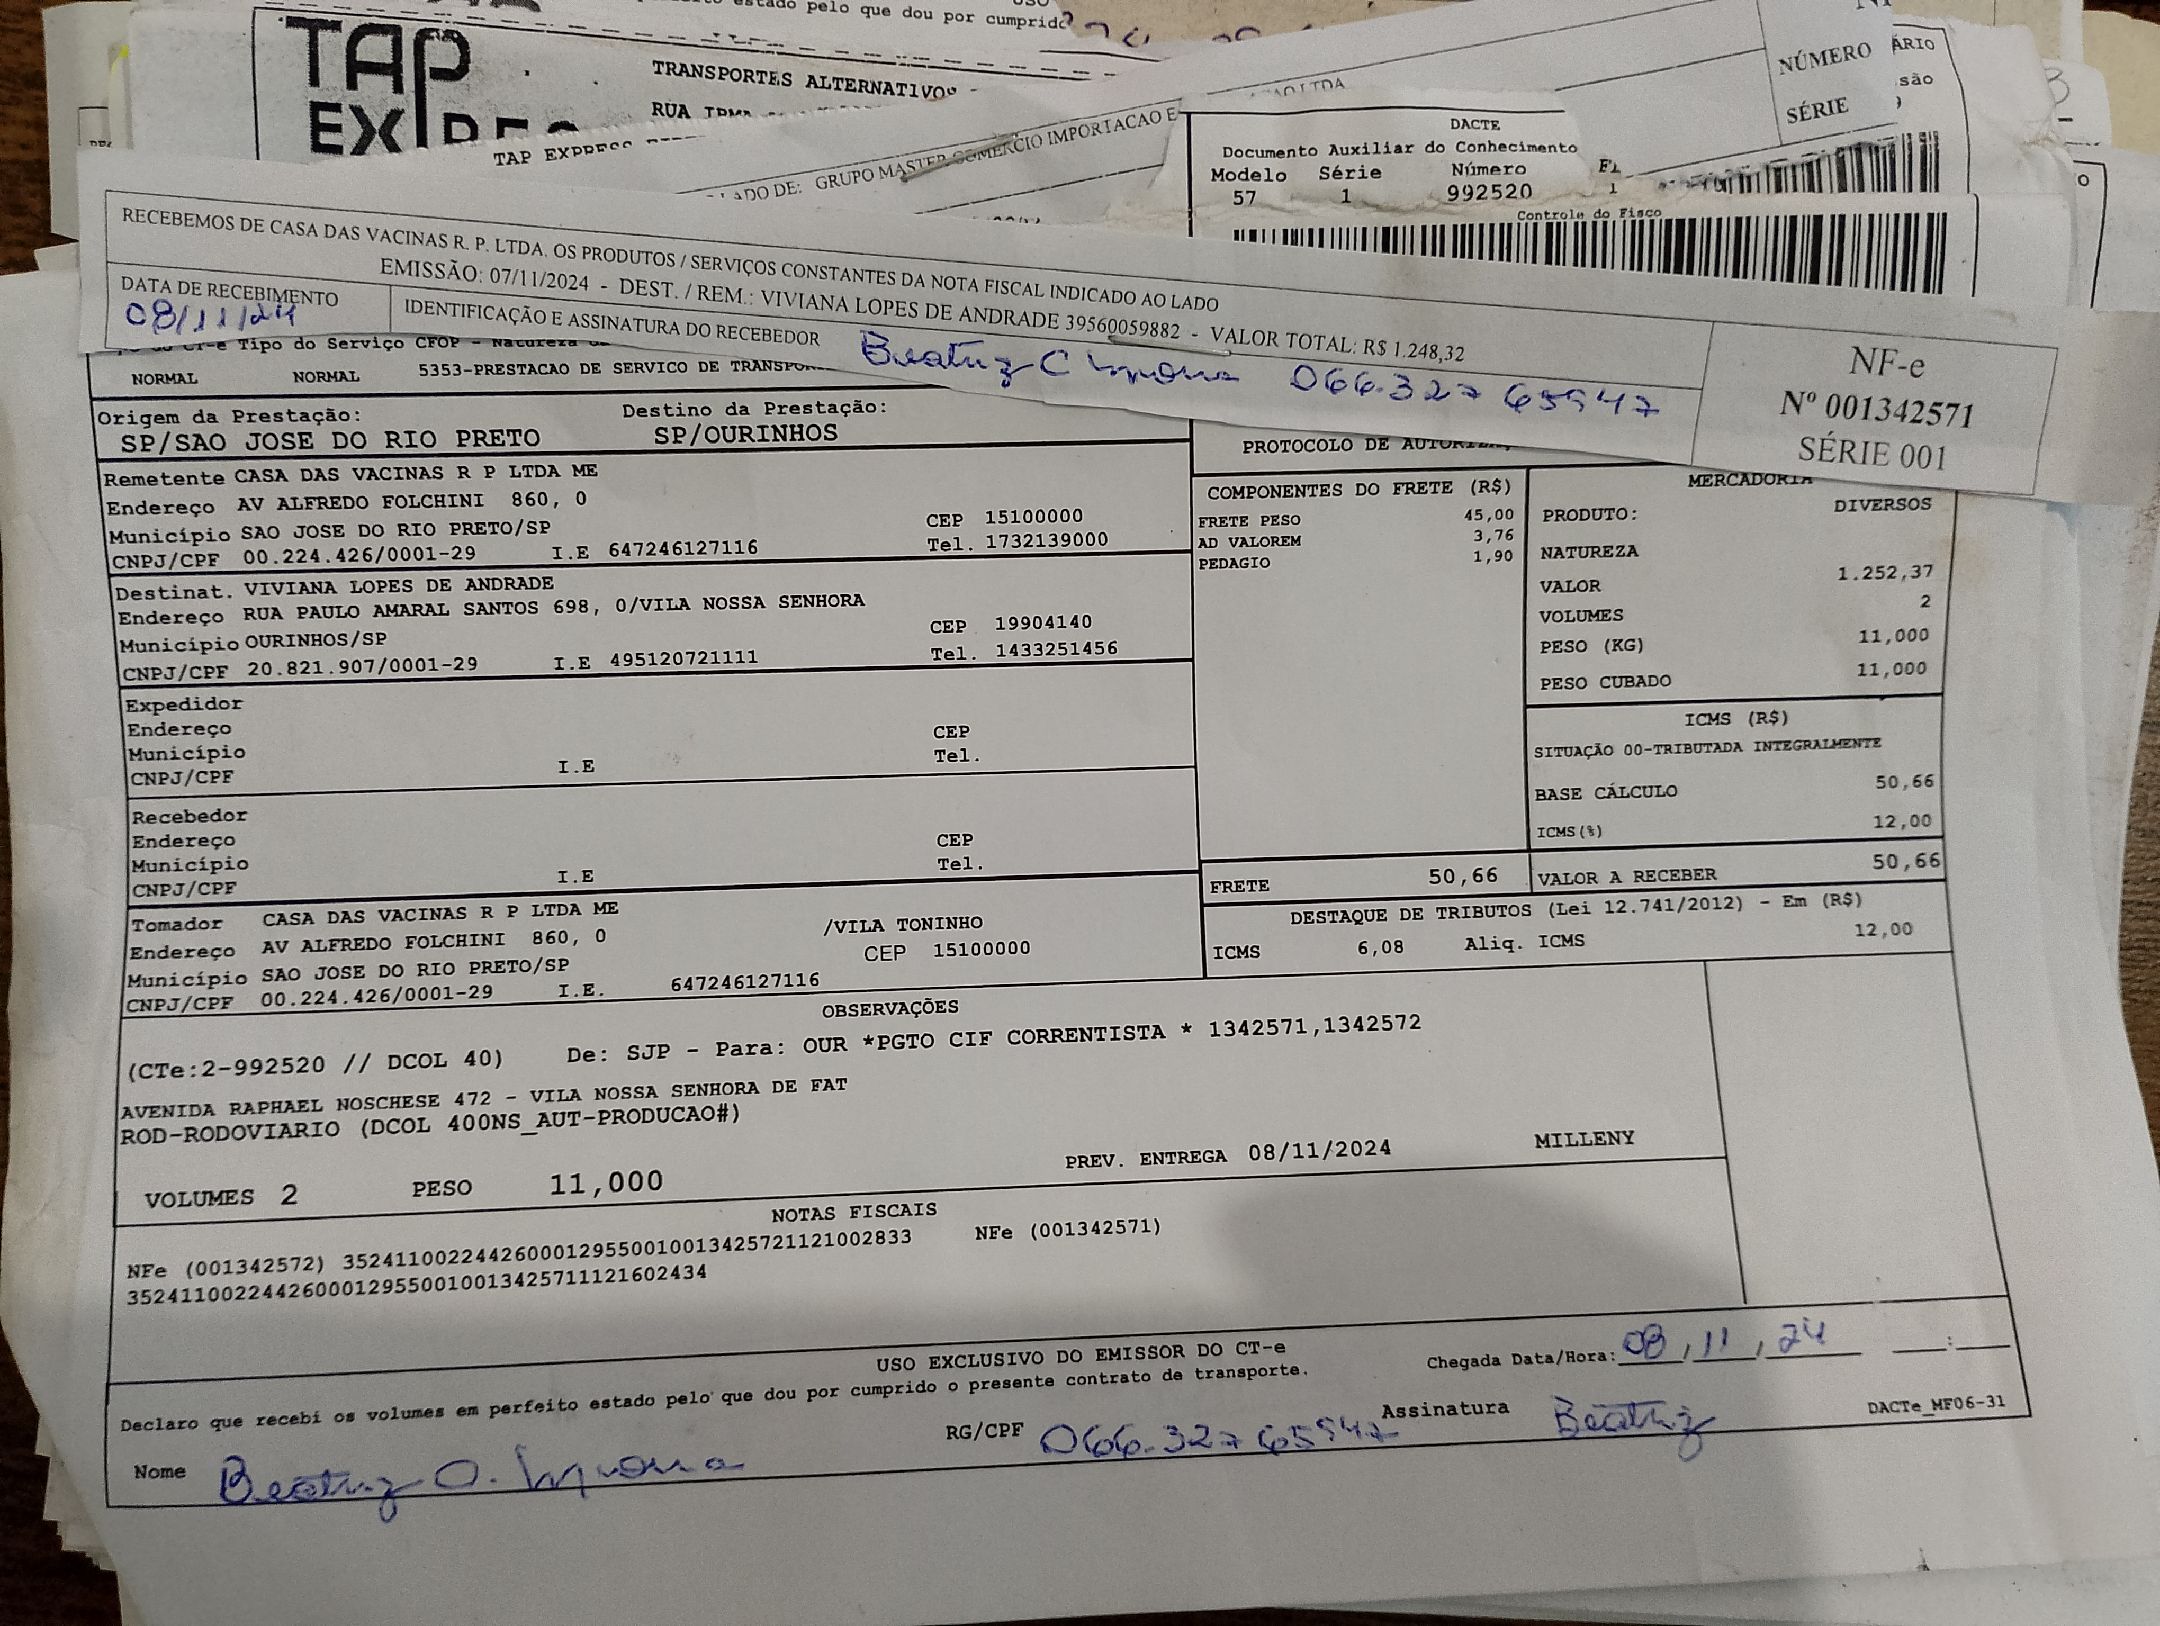 estado pelo que dou por cumprido
TAP
TRANSPORTES ALTERNATIVOS -
RUA
TAP EXPRESS
GRUPO MASTER COMERCIO IMPORTACAO E
LTDA
NÚMERO
SÉRIE
ÁRIO
são
DACTE
Documento Auxiliar do Conhecimento
Modelo Série Número
57 1 992520 1
Controle do Fisco
RECEBEMOS DE CASA DAS VACINAS R. P. LTDA. OS PRODUTOS / SERVIÇOS CONSTANTES DA NOTA FISCAL INDICADO AO LADO
EMISSÃO: 07/11/2024 - DEST. / REM.: VIVIANA LOPES DE ANDRADE 39560059882 - VALOR TOTAL: R$ 1.248,32
DATA DE RECEBIMENTO
08/11/24
IDENTIFICAÇÃO E ASSINATURA DO RECEBEDOR
Beatriz C 066.327 65947
NF-e
Nº 001342571
SÉRIE 001
CT-e Tipo do Serviço CFOP - Natureza
NORMAL NORMAL 5353-PRESTACAO DE SERVICO DE
Origem da Prestação: Destino da Prestação:
SP/SAO JOSE DO RIO PRETO SP/OURINHOS
PROTOCOLO DE
Remetente CASA DAS VACINAS R P LTDA ME
Endereço AV ALFREDO FOLCHINI 860, 0
Município SAO JOSE DO RIO PRETO/SP CEP 15100000
CNPJ/CPF 00.224.426/0001-29 I.E 647246127116 Tel. 1732139000
Destinat. VIVIANA LOPES DE ANDRADE
Endereço RUA PAULO AMARAL SANTOS 698, 0/VILA NOSSA SENHORA
Município OURINHOS/SP CEP 19904140
CNPJ/CPF 20.821.907/0001-29 I.E 495120721111 Tel. 1433251456
Expedidor
Endereço
Município CEP
CNPJ/CPF I.E Tel.
Recebedor
Endereço
Município CEP
CNPJ/CPF I.E Tel.
Tomador CASA DAS VACINAS R P LTDA ME
Endereço AV ALFREDO FOLCHINI 860, 0 /VILA TONINHO
Município SAO JOSE DO RIO PRETO/SP CEP 15100000
CNPJ/CPF 00.224.426/0001-29 I.E. 647246127116
COMPONENTES DO FRETE (R$)
FRETE PESO 45,00
AD VALOREM 3,76
PEDAGIO 1,90
FRETE 50,66
MERCADORIA
PRODUTO: DIVERSOS
NATUREZA
VALOR 1.252,37
VOLUMES 2
PESO (KG) 11,000
PESO CUBADO 11,000
ICMS (R$)
SITUAÇÃO 00-TRIBUTADA INTEGRALMENTE
BASE CÁLCULO 50,66
ICMS(%) 12,00
VALOR A RECEBER 50,66
DESTAQUE DE TRIBUTOS (Lei 12.741/2012) - Em (R$)
ICMS 6,08 Aliq. ICMS 12,00
OBSERVAÇÕES
(CTe:2-992520 // DCOL 40) De: SJP - Para: OUR *PGTO CIF CORRENTISTA * 1342571,1342572
AVENIDA RAPHAEL NOSCHESE 472 - VILA NOSSA SENHORA DE FAT
ROD-RODOVIARIO (DCOL 400NS_AUT-PRODUCAO#)
VOLUMES 2 PESO 11,000 PREV. ENTREGA 08/11/2024 MILLENY
NOTAS FISCAIS
NFe (001342572) 35241100224426000129550010013425721121002833 NFe (001342571)
35241100224426000129550010013425711121602434
USO EXCLUSIVO DO EMISSOR DO CT-e
Declaro que recebi os volumes em perfeito estado pelo que dou por cumprido o presente contrato de transporte.
Chegada Data/Hora: 08, 11, 24 :
Nome Beatriz RG/CPF 066.327 65947 Assinatura Beatriz
DACTe_MF06-31